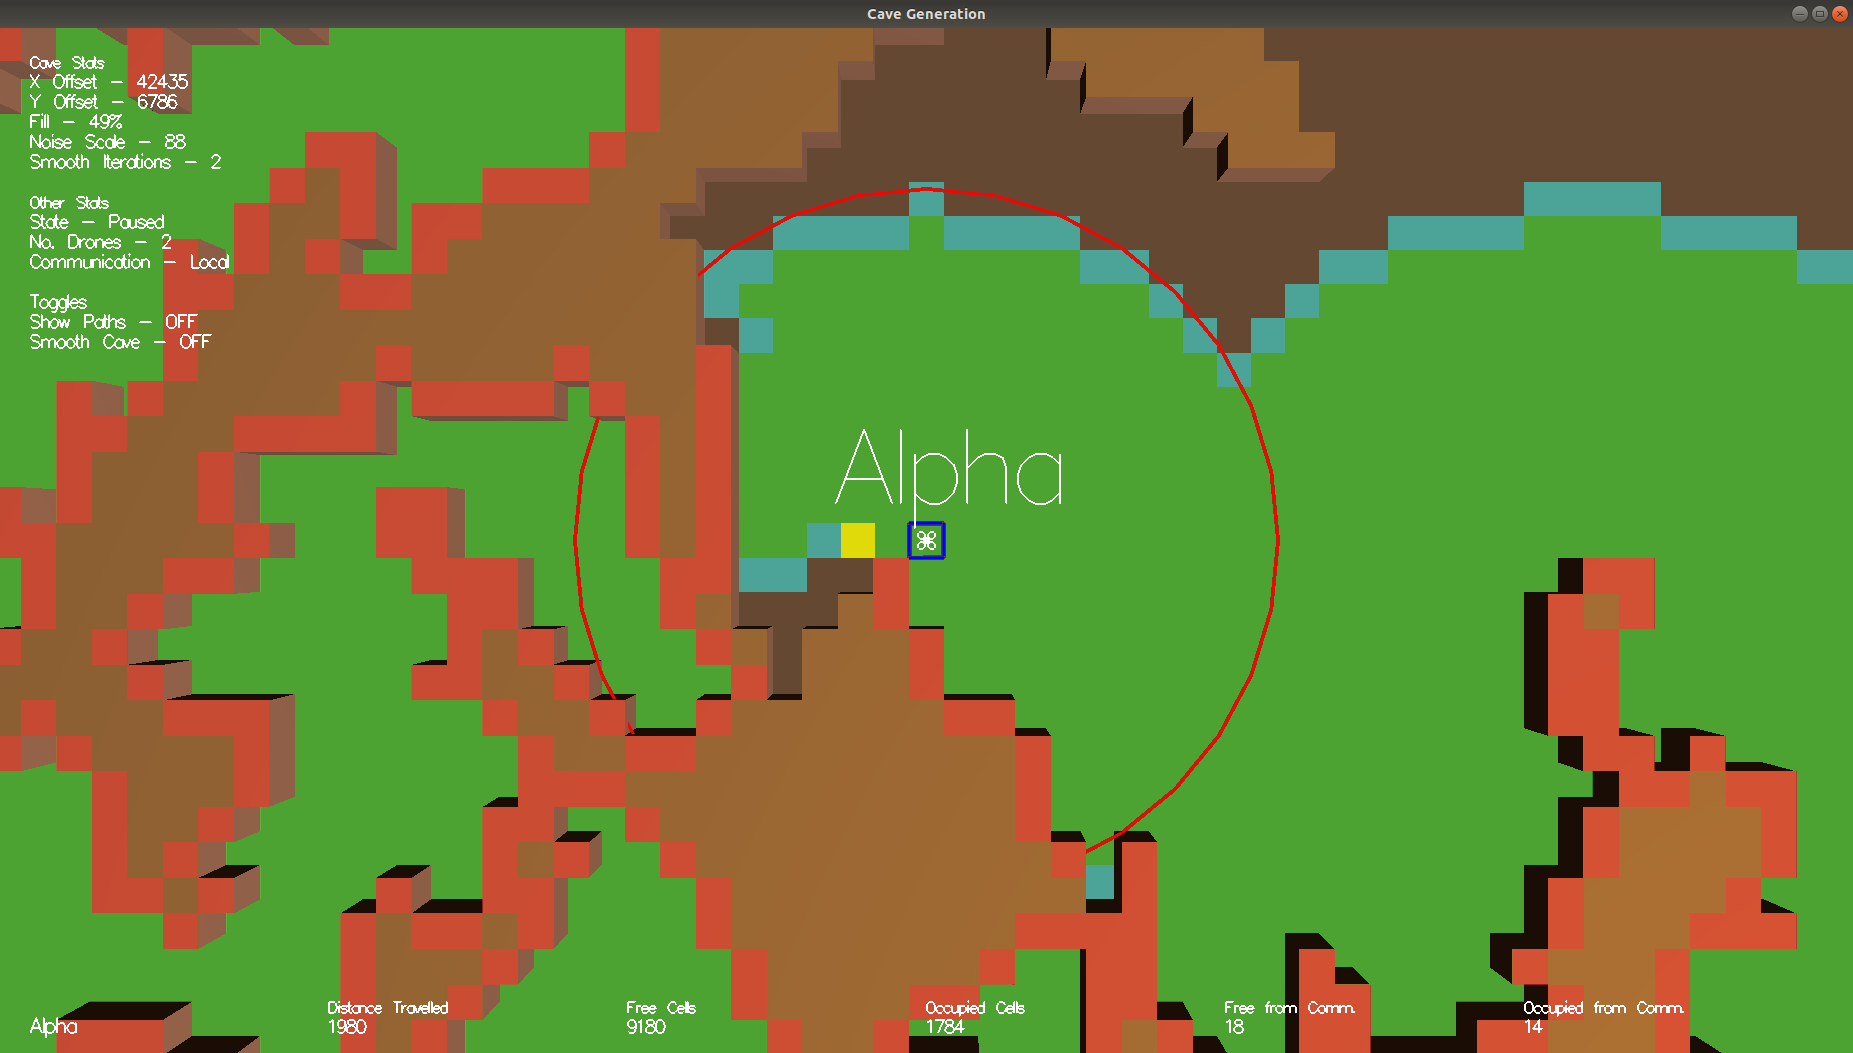 Cave Generation
Cave Stats
X Offset - 42435
Y Offset - 6786
Fill - 49%
Noise Scale - 88
Smooth Iterations - 2
Other Stats
State - Paused
No. Drones - 2
Communication - Local
Toggles
Show Paths - OFF
Smooth Cave - OFF
Alpha
Alpha
Distance Travelled
1980
Free Cells
9180
Occupied Cells
1784
Free from Comm.
18
Occupied from Comm.
14